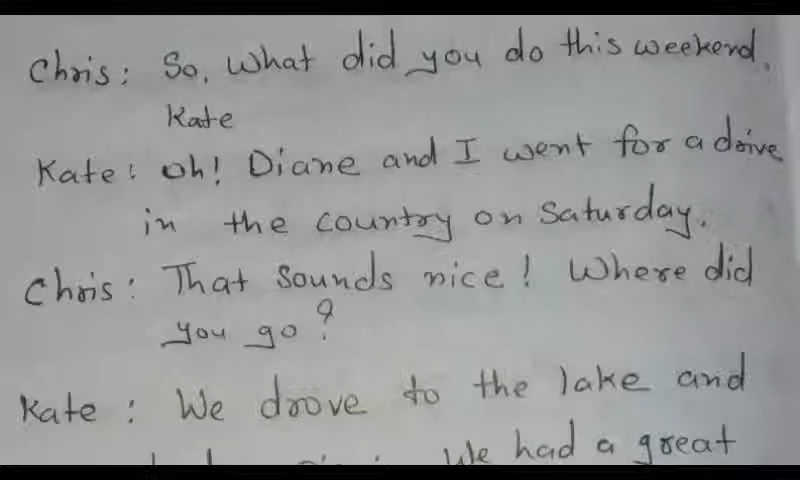 Chris: So, What did you do this weekend,
Kate
Kate: Oh! Diane and I went for a drive
in the country on Saturday.
Chris: That sounds nice! Where did
you go?
Kate: We drove to the lake and
We had a great